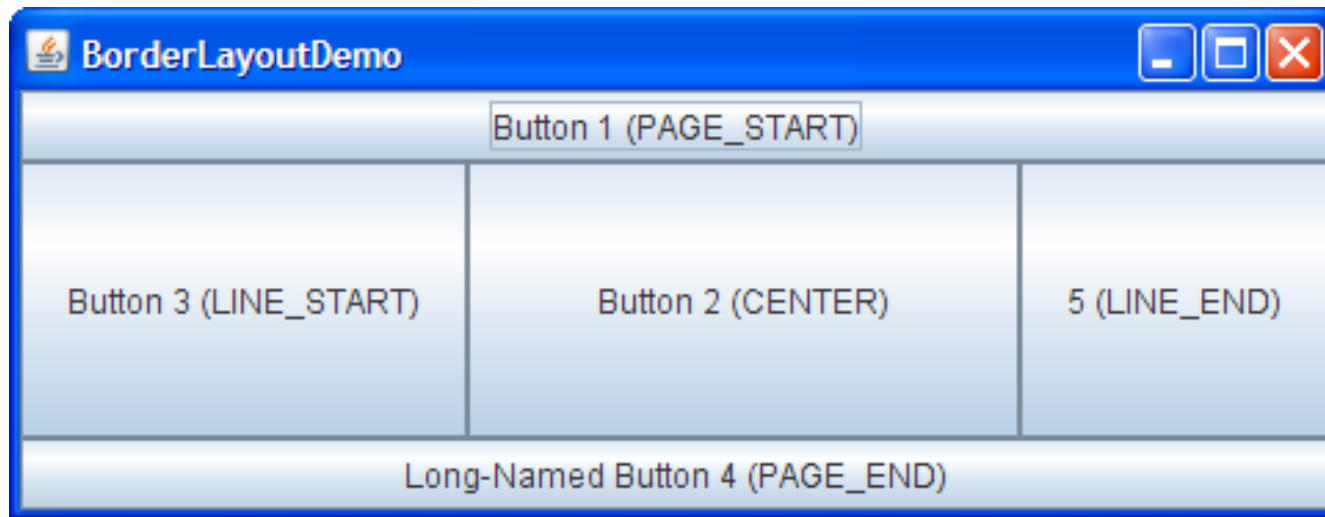 BorderLayoutDemo
Button 1 (PAGE_START)
Button 3 (LINE_START)
Button 2 (CENTER)
5 (LINE_END)
Long-Named Button 4 (PAGE_END)